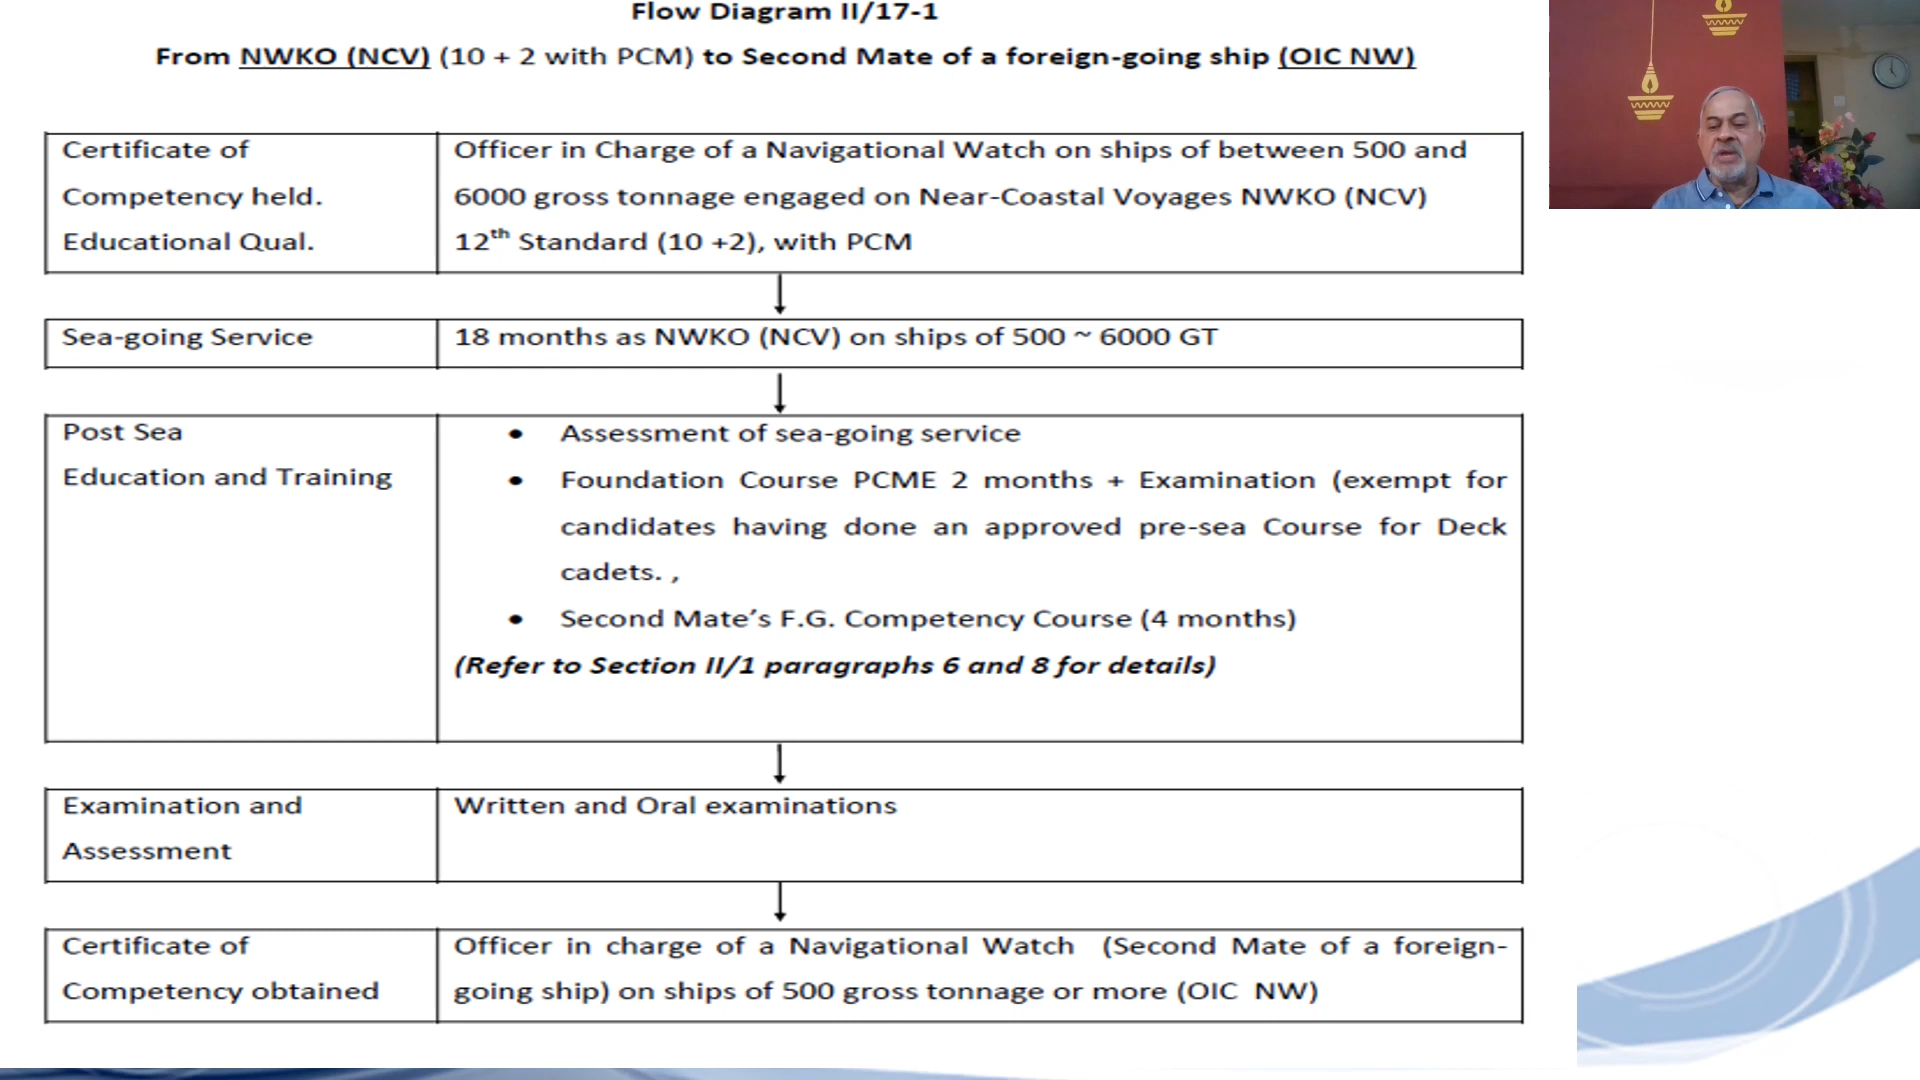 Flow Diagram II/17-1
From NWKO (NCV) (10 + 2 with PCM) to Second Mate of a foreign-going ship (OIC NW)
Certificate of
Competency held.
Educational Qual.
Officer in Charge of a Navigational Watch on ships of between 500 and
6000 gross tonnage engaged on Near-Coastal Voyages NWKO (NCV)
12th Standard (10 +2), with PCM
Sea-going Service
18 months as NWKO (NCV) on ships of 500 ~ 6000 GT
Post Sea
Education and Training
• Assessment of sea-going service
• Foundation Course PCME 2 months + Examination (exempt for
candidates having done an approved pre-sea Course for Deck
cadets. ,
• Second Mate’s F.G. Competency Course (4 months)
(Refer to Section II/1 paragraphs 6 and 8 for details)
Examination and
Assessment
Written and Oral examinations
Certificate of
Competency obtained
Officer in charge of a Navigational Watch (Second Mate of a foreign-
going ship) on ships of 500 gross tonnage or more (OIC NW)